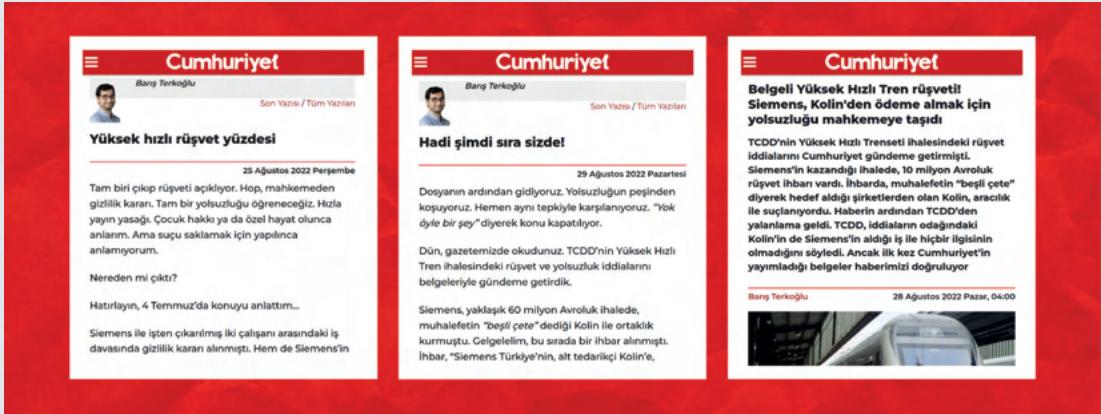 Cumhuriyet
Barış Terkoğlu
Son Yazısı / Tüm Yazıları
Yüksek hızlı rüşvet yüzdesi
25 Ağustos 2022 Perşembe
Tam biri çıkıp rüşveti açıklıyor. Hop, mahkemeden
gizlilik kararı. Tam bir yolsuzluğu öğreneceğiz. Hızla
yayın yasağı. Çocuk hakkı ya da özel hayat olunca
anlarım. Ama suçu saklamak için yapılınca
anlamıyorum.
Nereden mi çıktı?
Hatırlayın, 4 Temmuz'da konuyu anlattım...
Siemens ile işten çıkarılmış iki çalışanı arasındaki iş
davasında gizlilik kararı alınmıştı. Hem de Siemens'in
Cumhuriyet
Barış Terkoğlu
Son Yazısı / Tüm Yazıları
Hadi şimdi sıra sizde!
29 Ağustos 2022 Pazartesi
Dosyanın ardından gidiyoruz. Yolsuzluğun peşinden
koşuyoruz. Hemen aynı tepkiyle karşılanıyoruz. "Yok
öyle bir şey" diyerek konu kapatılıyor.
Dün, gazetemizde okudunuz. TCDD'nin Yüksek Hızlı
Tren ihalesindeki rüşvet ve yolsuzluk iddialarını
belgeleriyle gündeme getirdik.
Siemens, yaklaşık 60 milyon Avroluk ihalede,
muhalefetin "beşli çete" dediği Kolin ile ortaklık
kurmuştu. Gelgelelim, bu sırada bir ihbar alınmıştı.
İhbar, "Siemens Türkiye'nin, alt tedarikçi Kolin'e,
Cumhuriyet
Belgeli Yüksek Hızlı Tren rüşveti!
Siemens, Kolin'den ödeme almak için
yolsuzluğu mahkemeye taşıdı
TCDD'nin Yüksek Hızlı Trenseti ihalesindeki rüşvet
iddialarını Cumhuriyet gündeme getirmişti.
Siemens'in kazandığı ihalede, 10 milyon Avroluk
rüşvet ihbarı vardı. İhbarda, muhalefetin "beşli çete"
diyerek hedef aldığı şirketlerden olan Kolin, aracılık
ile suçlanıyordu. Haberin ardından TCDD'den
yalanlama geldi. TCDD, iddiaların odağındaki
Kolin'in de Siemens'in aldığı iş ile hiçbir ilgisinin
olmadığını söyledi. Ancak ilk kez Cumhuriyet'in
yayımladığı belgeler haberimizi doğruluyor
Barış Terkoğlu 28 Ağustos 2022 Pazar, 04:00